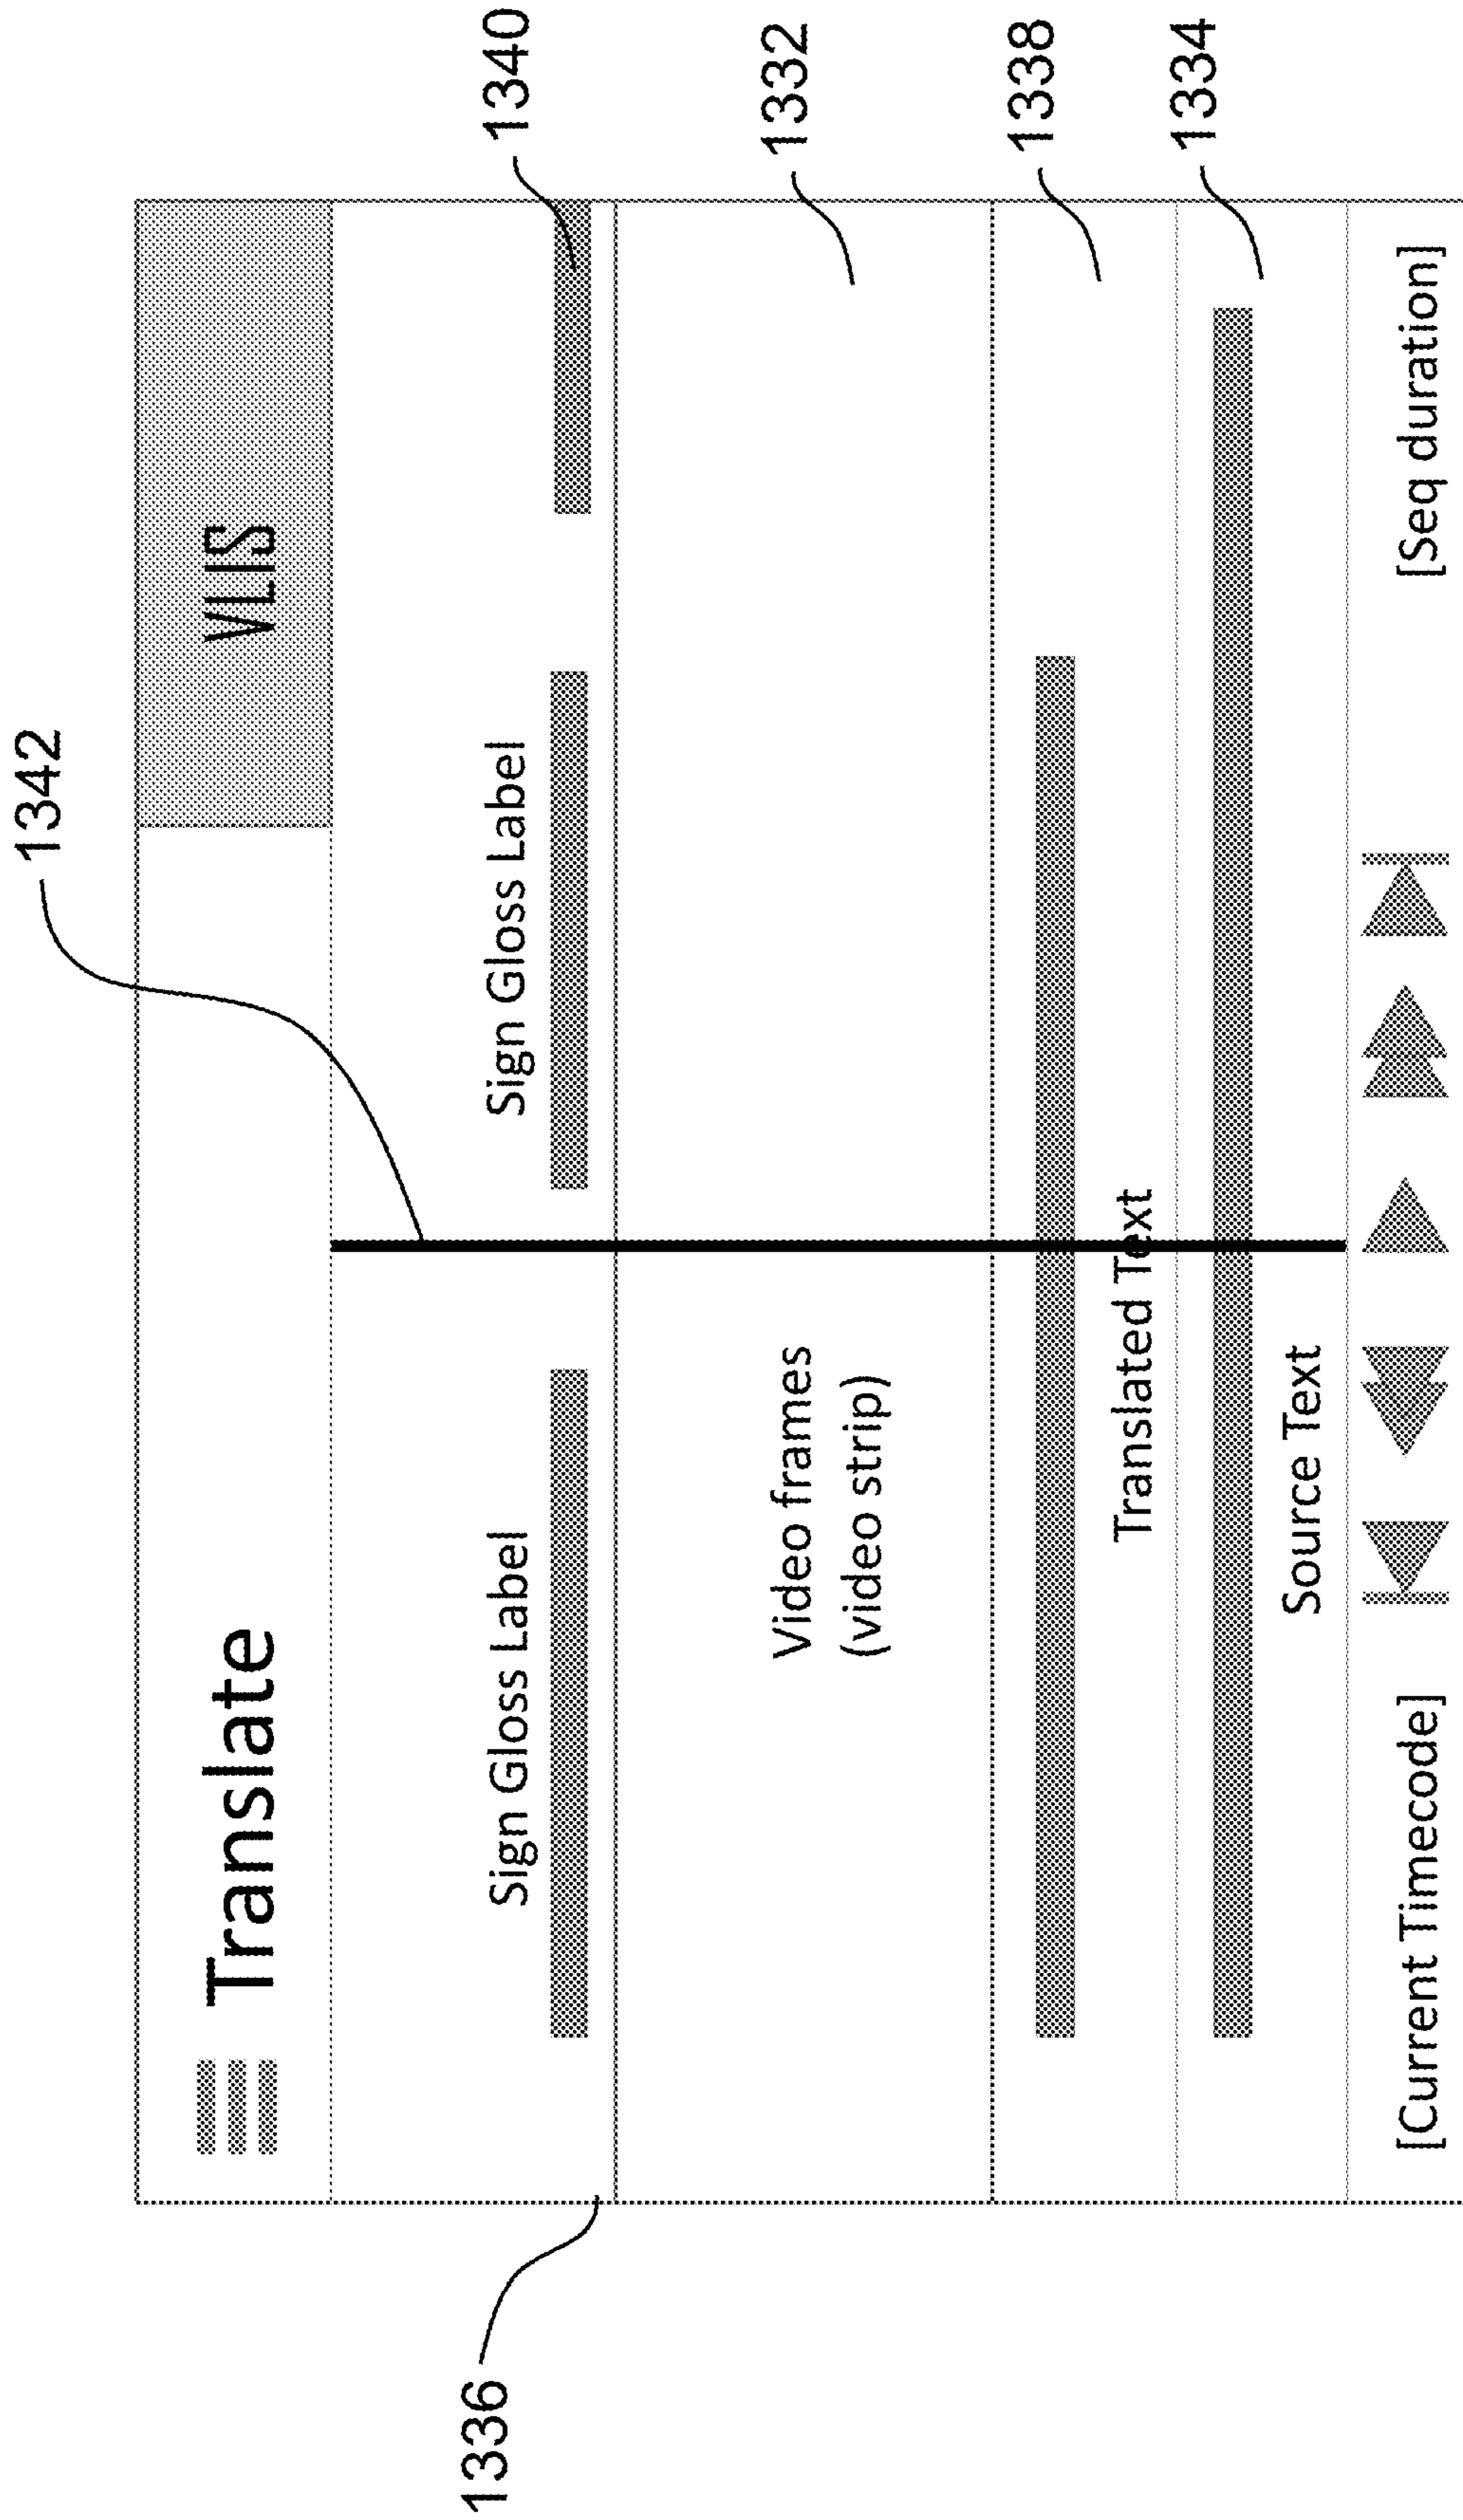 1342
Translate
VLIS
1340
Sign Gloss Label
Sign Gloss Label
1336
1332
Video frames
(video strip)
1338
Translated Text
1334
Source Text
[Current Timecode]
[Seq duration]